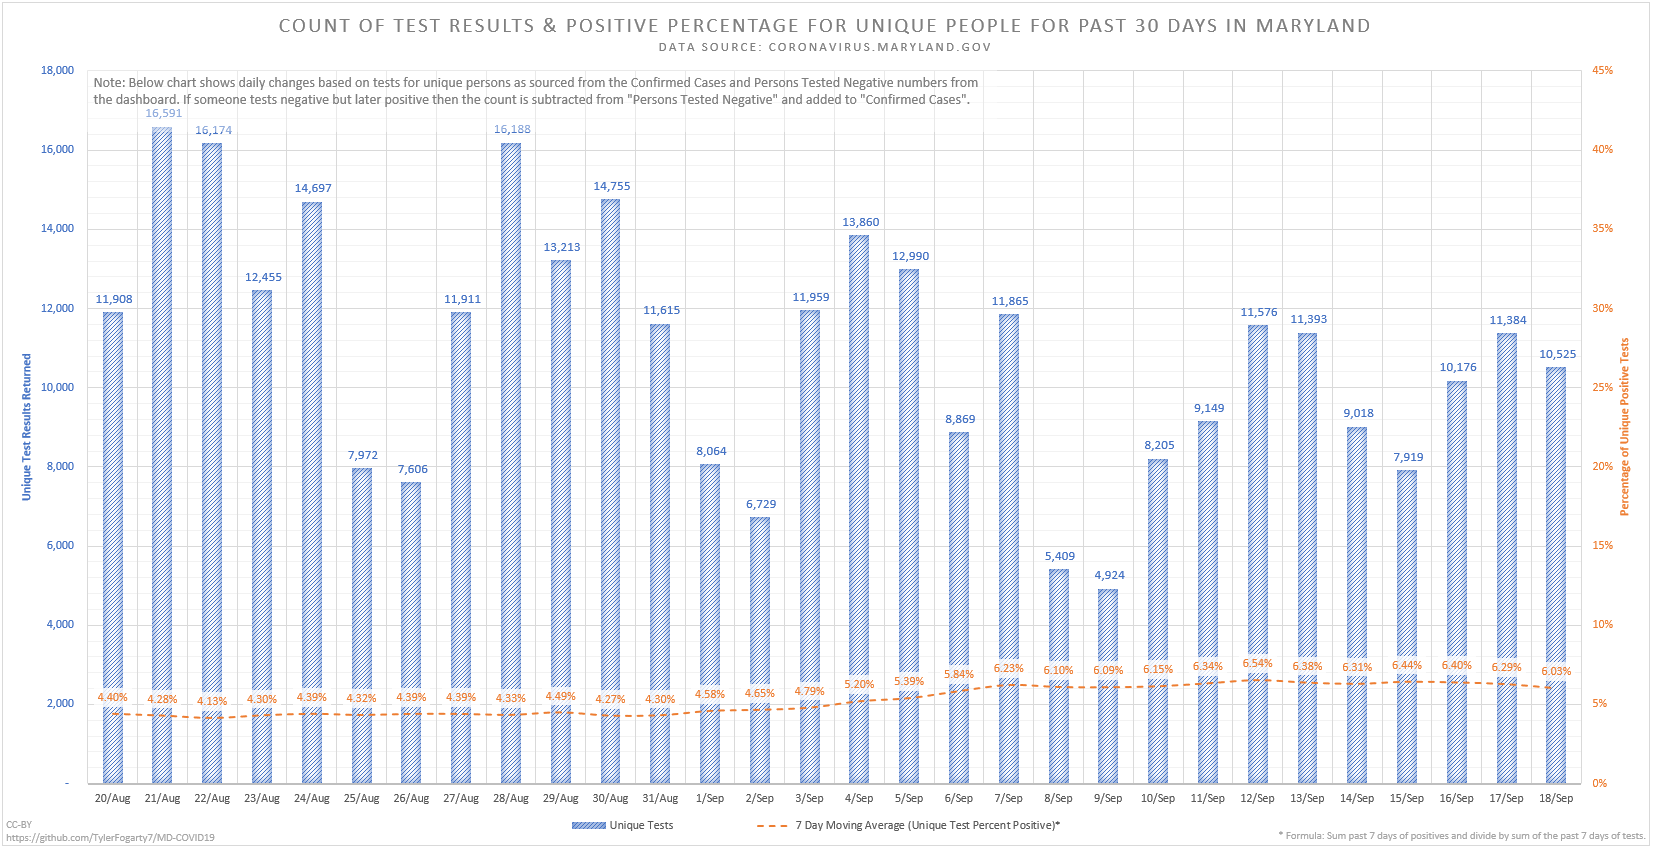 COUNT OF TEST RESULTS & POSITIVE PERCENTAGE FOR UNIQUE PEOPLE FOR PAST 30 DAYS IN MARYLAND
DATA SOURCE: CORONAVIRUS.MARYLAND.GOV
Note: Below chart shows daily changes based on tests for unique persons as sourced from the Confirmed Cases and Persons Tested Negative numbers from
the dashboard. If someone tests negative but later positive then the count is subtracted from "Persons Tested Negative" and added to "Confirmed Cases".
Unique Test Results Returned
18,000
16,000
14,000
12,000
10,000
8,000
6,000
4,000
2,000
-
11,908
16,591
16,174
12,455
14,697
7,972
7,606
11,911
16,188
13,213
14,755
11,615
8,064
6,729
11,959
13,860
12,990
8,869
11,865
5,409
4,924
8,205
9,149
11,576
11,393
9,018
7,919
10,176
11,384
10,525
4.40%
4.28%
4.13%
4.30%
4.39%
4.32%
4.39%
4.39%
4.33%
4.49%
4.27%
4.30%
4.58%
4.65%
4.79%
5.20%
5.39%
5.84%
6.23%
6.10%
6.09%
6.15%
6.34%
6.54%
6.38%
6.31%
6.44%
6.40%
6.29%
6.03%
45%
40%
35%
30%
25%
20%
15%
10%
5%
0%
Percentage of Unique Positive Tests
20/Aug
21/Aug
22/Aug
23/Aug
24/Aug
25/Aug
26/Aug
27/Aug
28/Aug
29/Aug
30/Aug
31/Aug
1/Sep
2/Sep
3/Sep
4/Sep
5/Sep
6/Sep
7/Sep
8/Sep
9/Sep
10/Sep
11/Sep
12/Sep
13/Sep
14/Sep
15/Sep
16/Sep
17/Sep
18/Sep
Unique Tests
7 Day Moving Average (Unique Test Percent Positive)*
CC-BY
https://github.com/TylerFogarty7/MD-COVID19
* Formula: Sum past 7 days of positives and divide by sum of the past 7 days of tests.